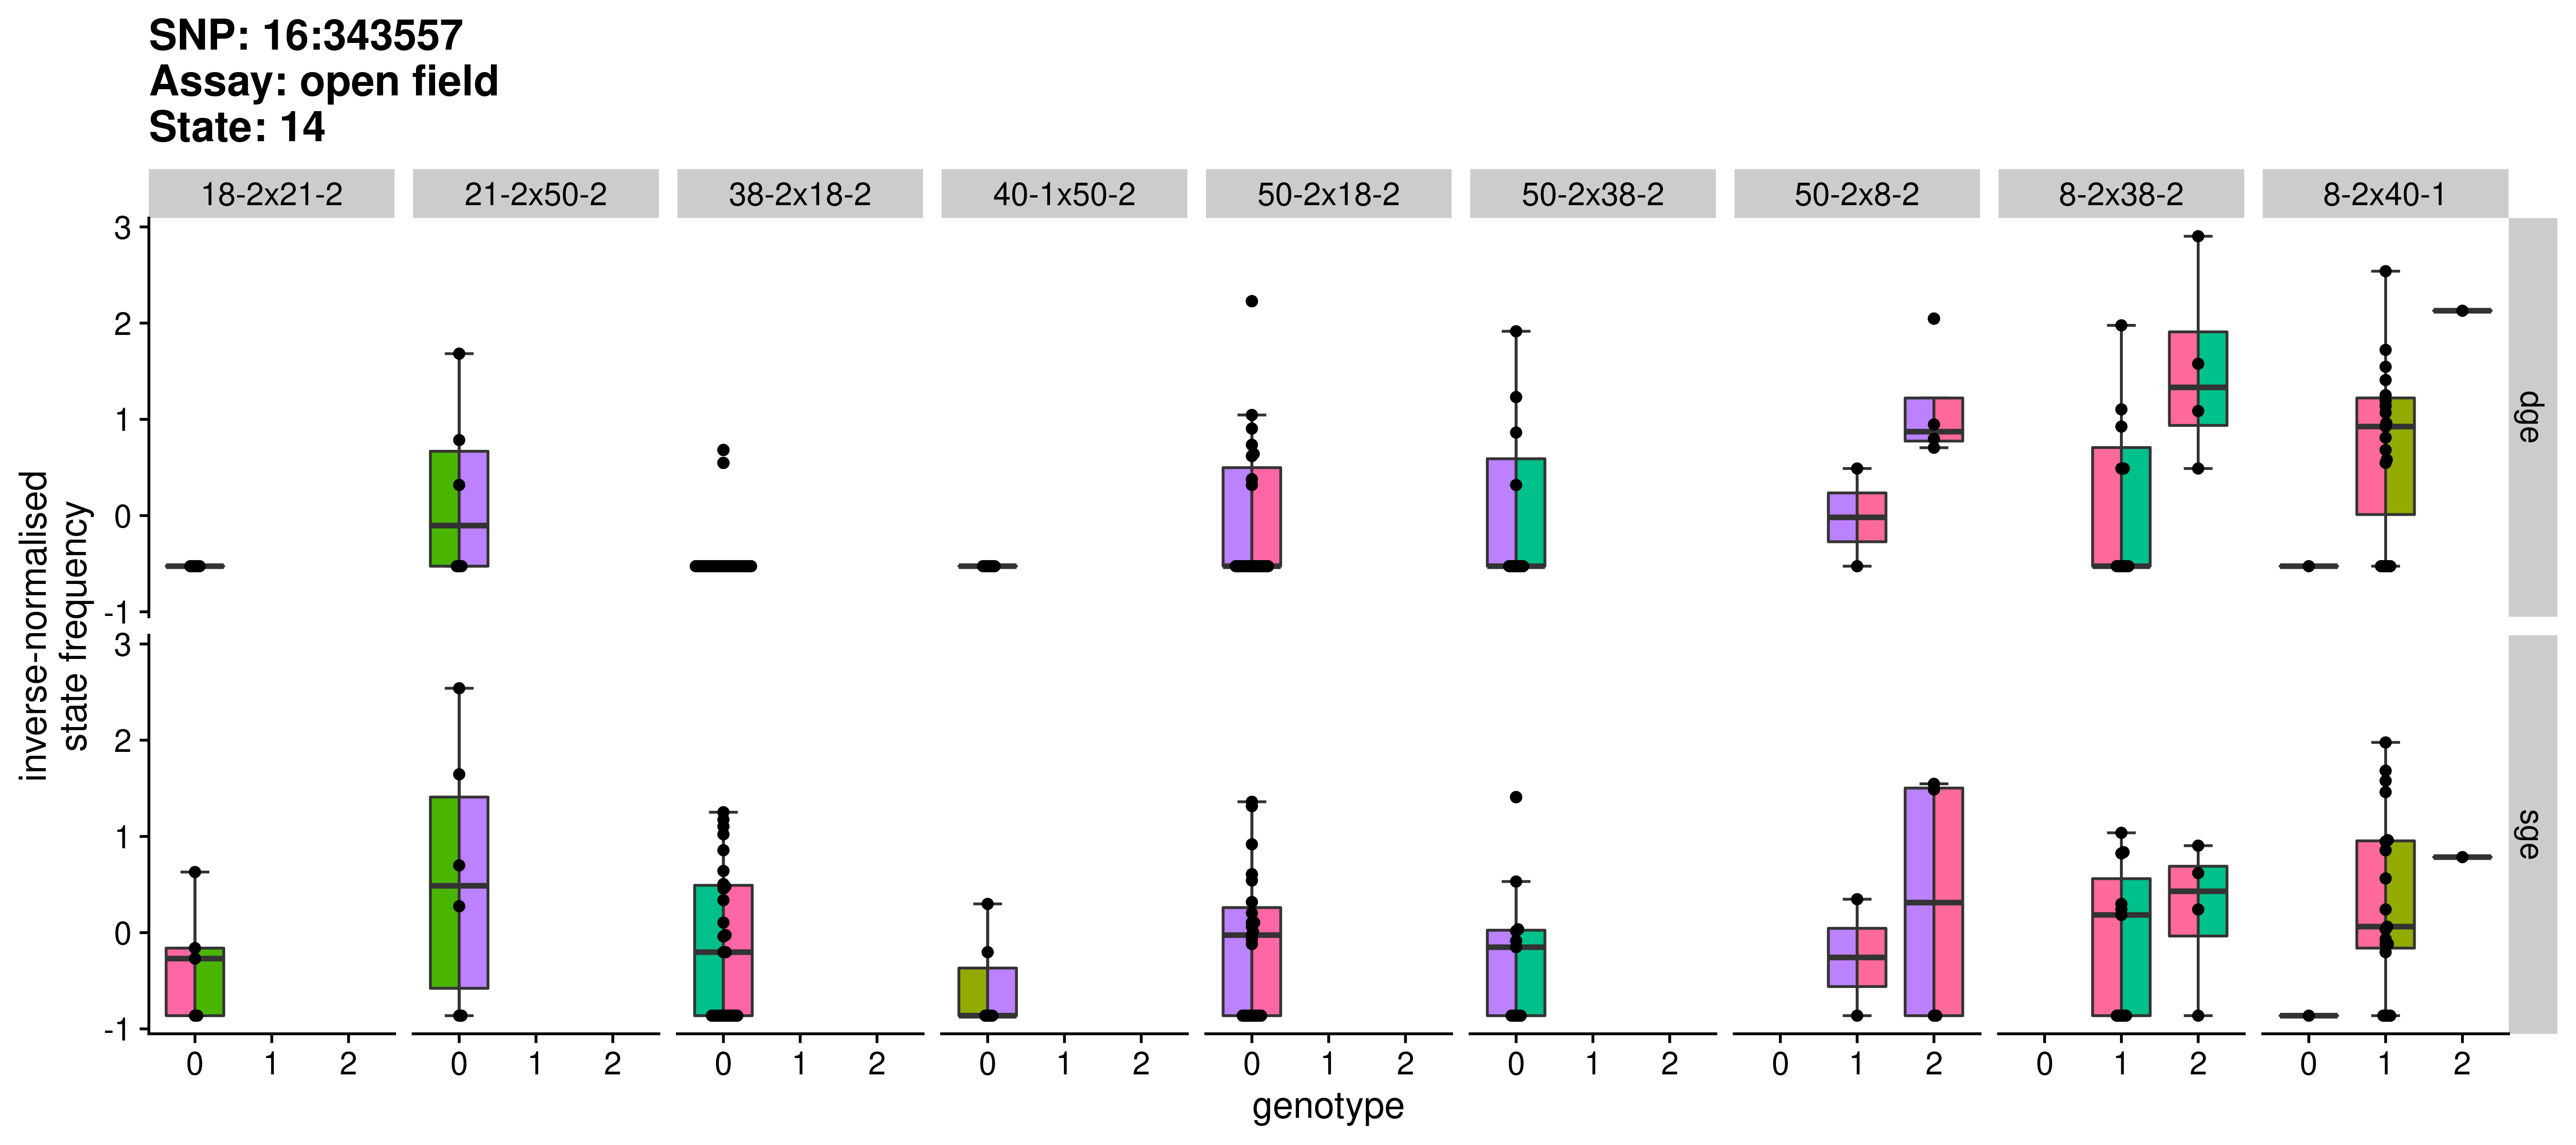 SNP: 16:343557
Assay: open field
State: 14
18-2x21-2 21-2x50-2 38-2x18-2 40-1x50-2 50-2x18-2 50-2x38-2 50-2x8-2 8-2x38-2 8-2x40-1
3
2
1
0
-1
dge
3
2
1
0
-1
sge
inverse-normalised
state frequency
0 1 2 0 1 2 0 1 2 0 1 2 0 1 2 0 1 2 0 1 2 0 1 2 0 1 2
genotype